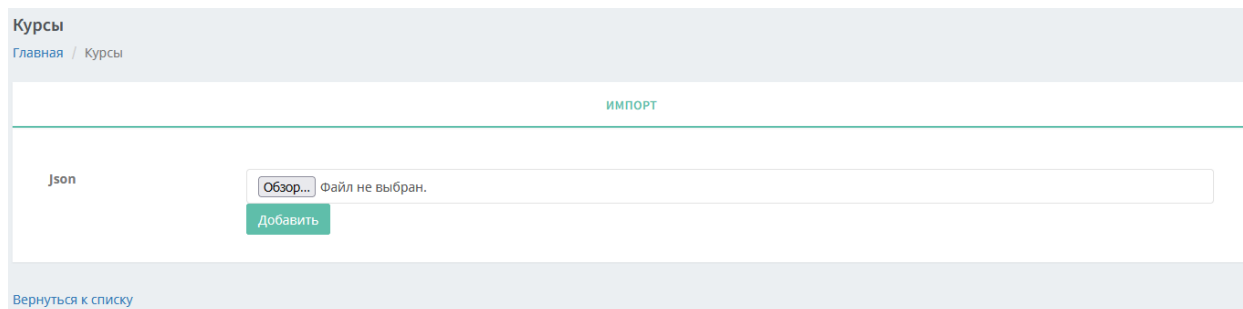 Курсы
Главная / Курсы
ИМПОРТ
Json
Обзор... Файл не выбран.
Добавить
Вернуться к списку